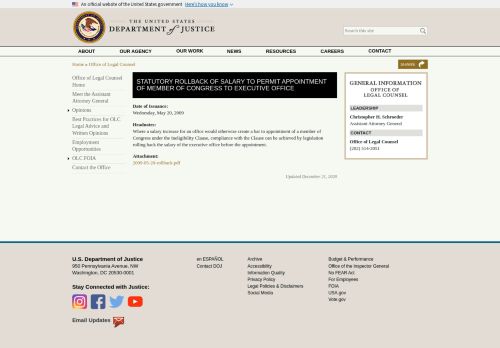 An official website of the United States government Here's how you know
THE UNITED STATES
DEPARTMENT of JUSTICE
Search this site
ABOUT OUR AGENCY OUR WORK NEWS RESOURCES CAREERS CONTACT
Home » Office of Legal Counsel
SHARE
Office of Legal Counsel Home
Meet the Assistant Attorney General
Opinions
Best Practices for OLC Legal Advice and Written Opinions
Employment Opportunities
OLC FOIA
Contact the Office
STATUTORY ROLLBACK OF SALARY TO PERMIT APPOINTMENT
OF MEMBER OF CONGRESS TO EXECUTIVE OFFICE
Date of Issuance:
Wednesday, May 20, 2009
Headnotes:
Where a salary increase for an office would otherwise create a bar to appointment of a member of
Congress under the Ineligibility Clause, compliance with the Clause can be achieved by legislation
rolling back the salary of the executive office before the appointment.
Attachment:
2009-05-20-rollback.pdf
Updated December 21, 2020
GENERAL INFORMATION
OFFICE OF
LEGAL COUNSEL
LEADERSHIP
Christopher H. Schroeder
Assistant Attorney General
CONTACT
Office of Legal Counsel
(202) 514-2051
U.S. Department of Justice
950 Pennsylvania Avenue, NW
Washington, DC 20530-0001
Stay Connected with Justice:
Email Updates
en ESPAÑOL
Contact DOJ
Archive
Accessibility
Information Quality
Privacy Policy
Legal Policies & Disclaimers
Social Media
Budget & Performance
Office of the Inspector General
No FEAR Act
For Employees
FOIA
USA.gov
Vote.gov